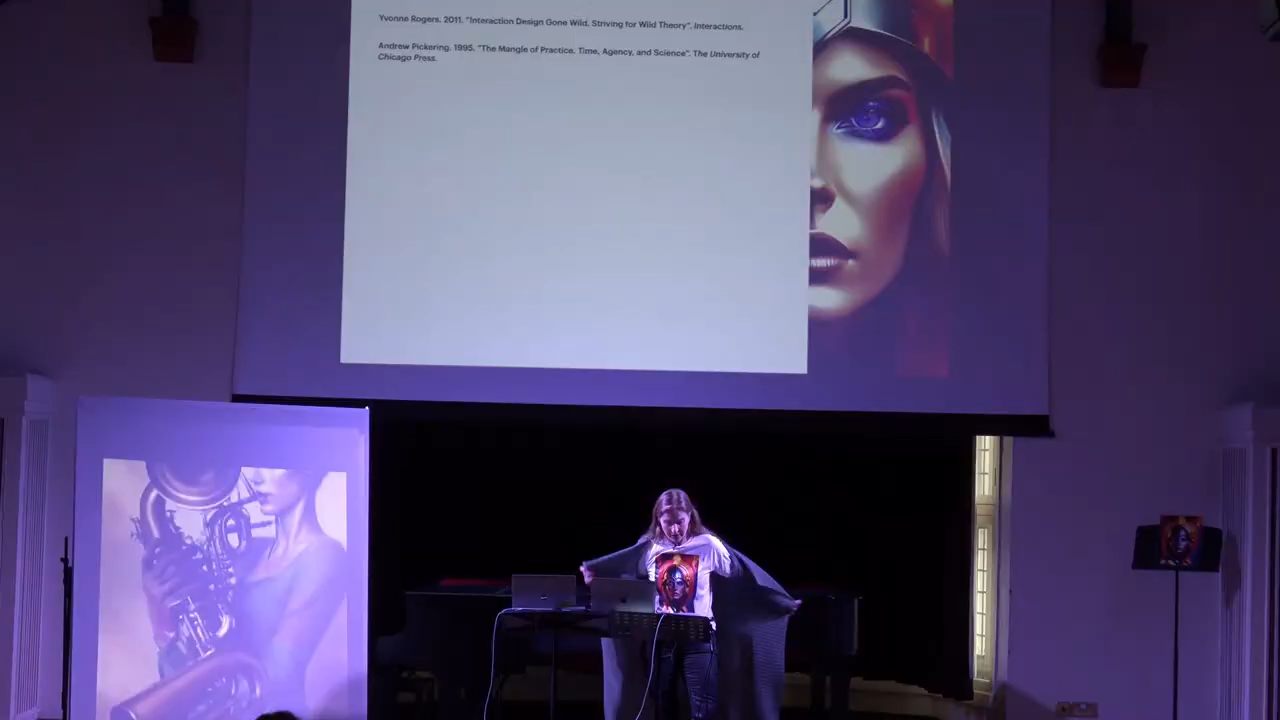 Yvonne Rogers. 2011. "Interaction Design Gone Wild. Striving for Wild Theory". Interactions.
Andrew Pickering. 1995. "The Mangle of Practice. Time, Agency, and Science". The University of
Chicago Press.